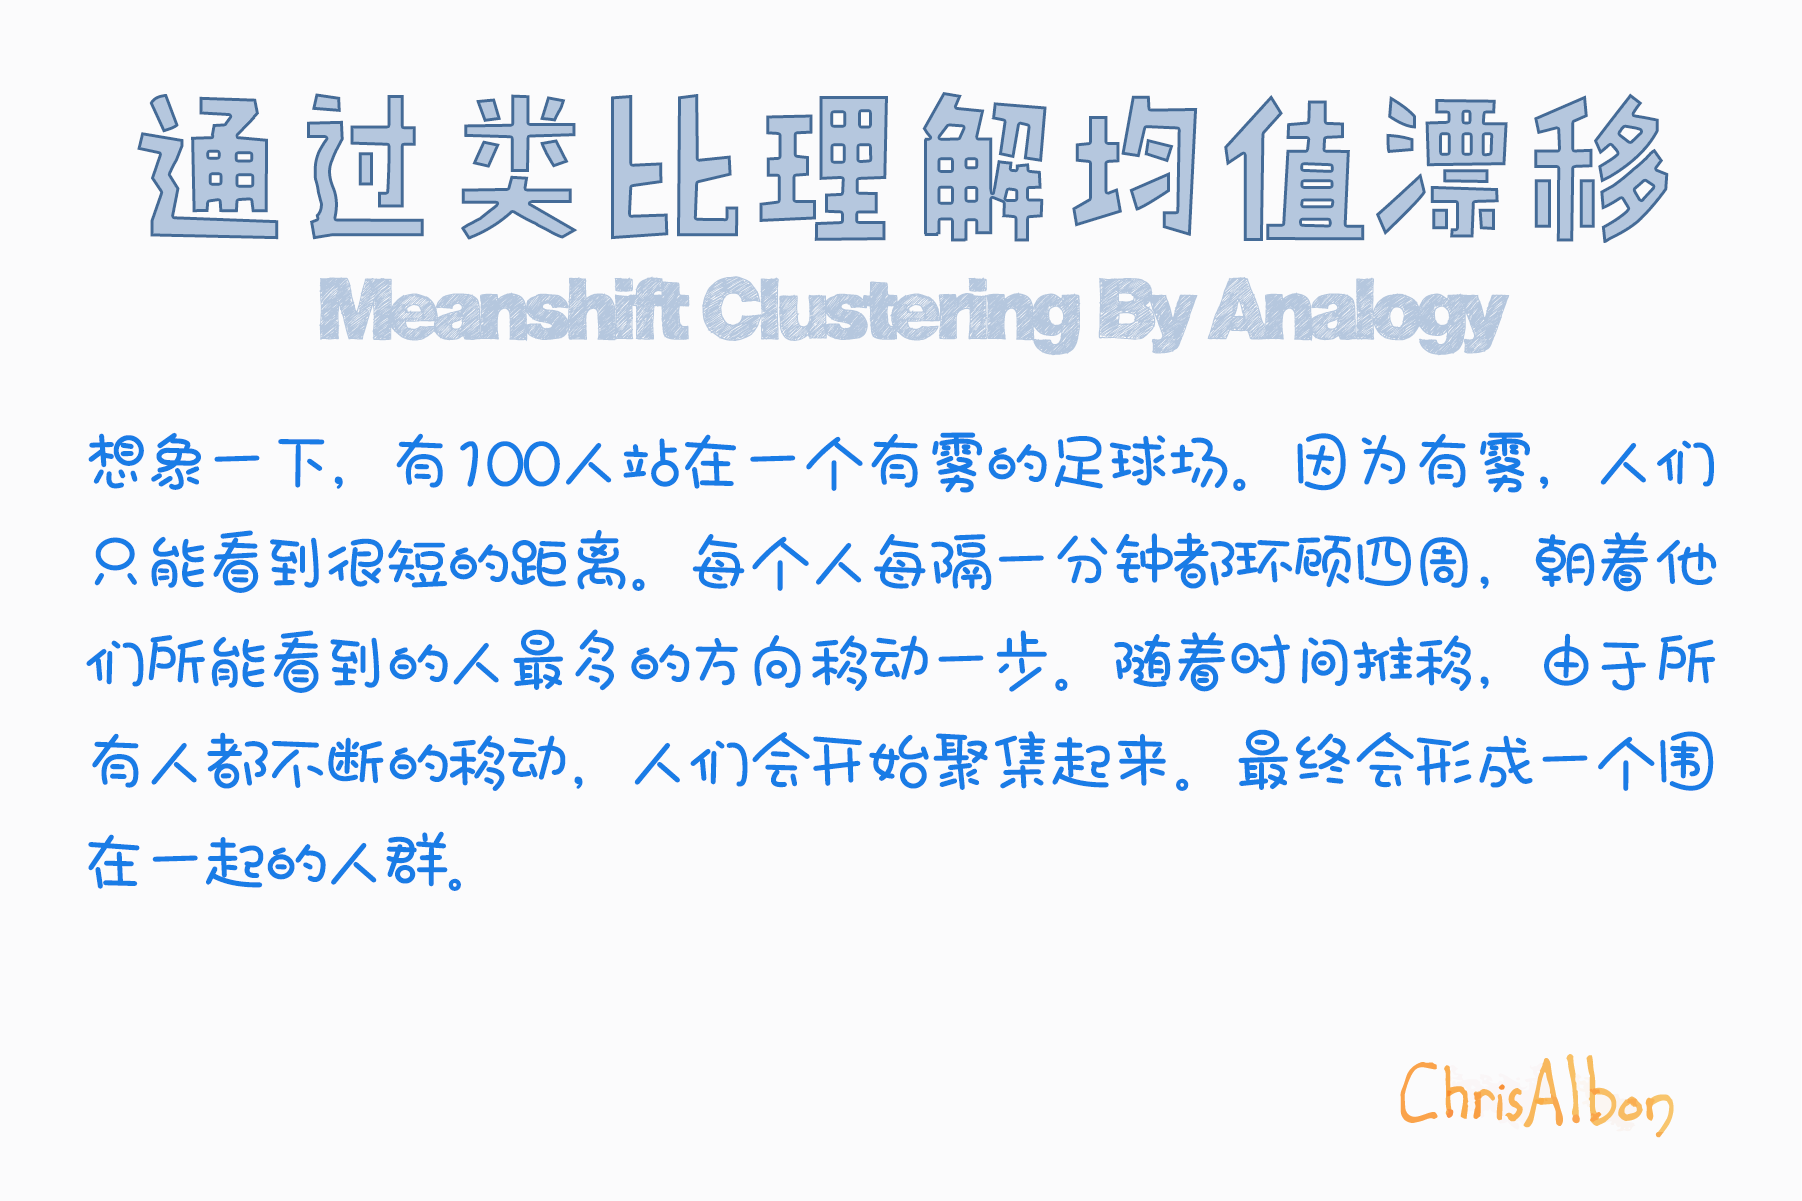 通过类比理解均值漂移
Meanshift Clustering By Analogy
想象一下，有100人站在一个有雾的足球场。因为有雾，人们
只能看到很短的距离。每个人每隔一分钟都环顾四周，朝着他
们所能看到的人最多的方向移动一步。随着时间推移，由于所
有人都不断的移动，人们会开始聚集起来。最终会形成一个围
在一起的人群。
ChrisAlbon